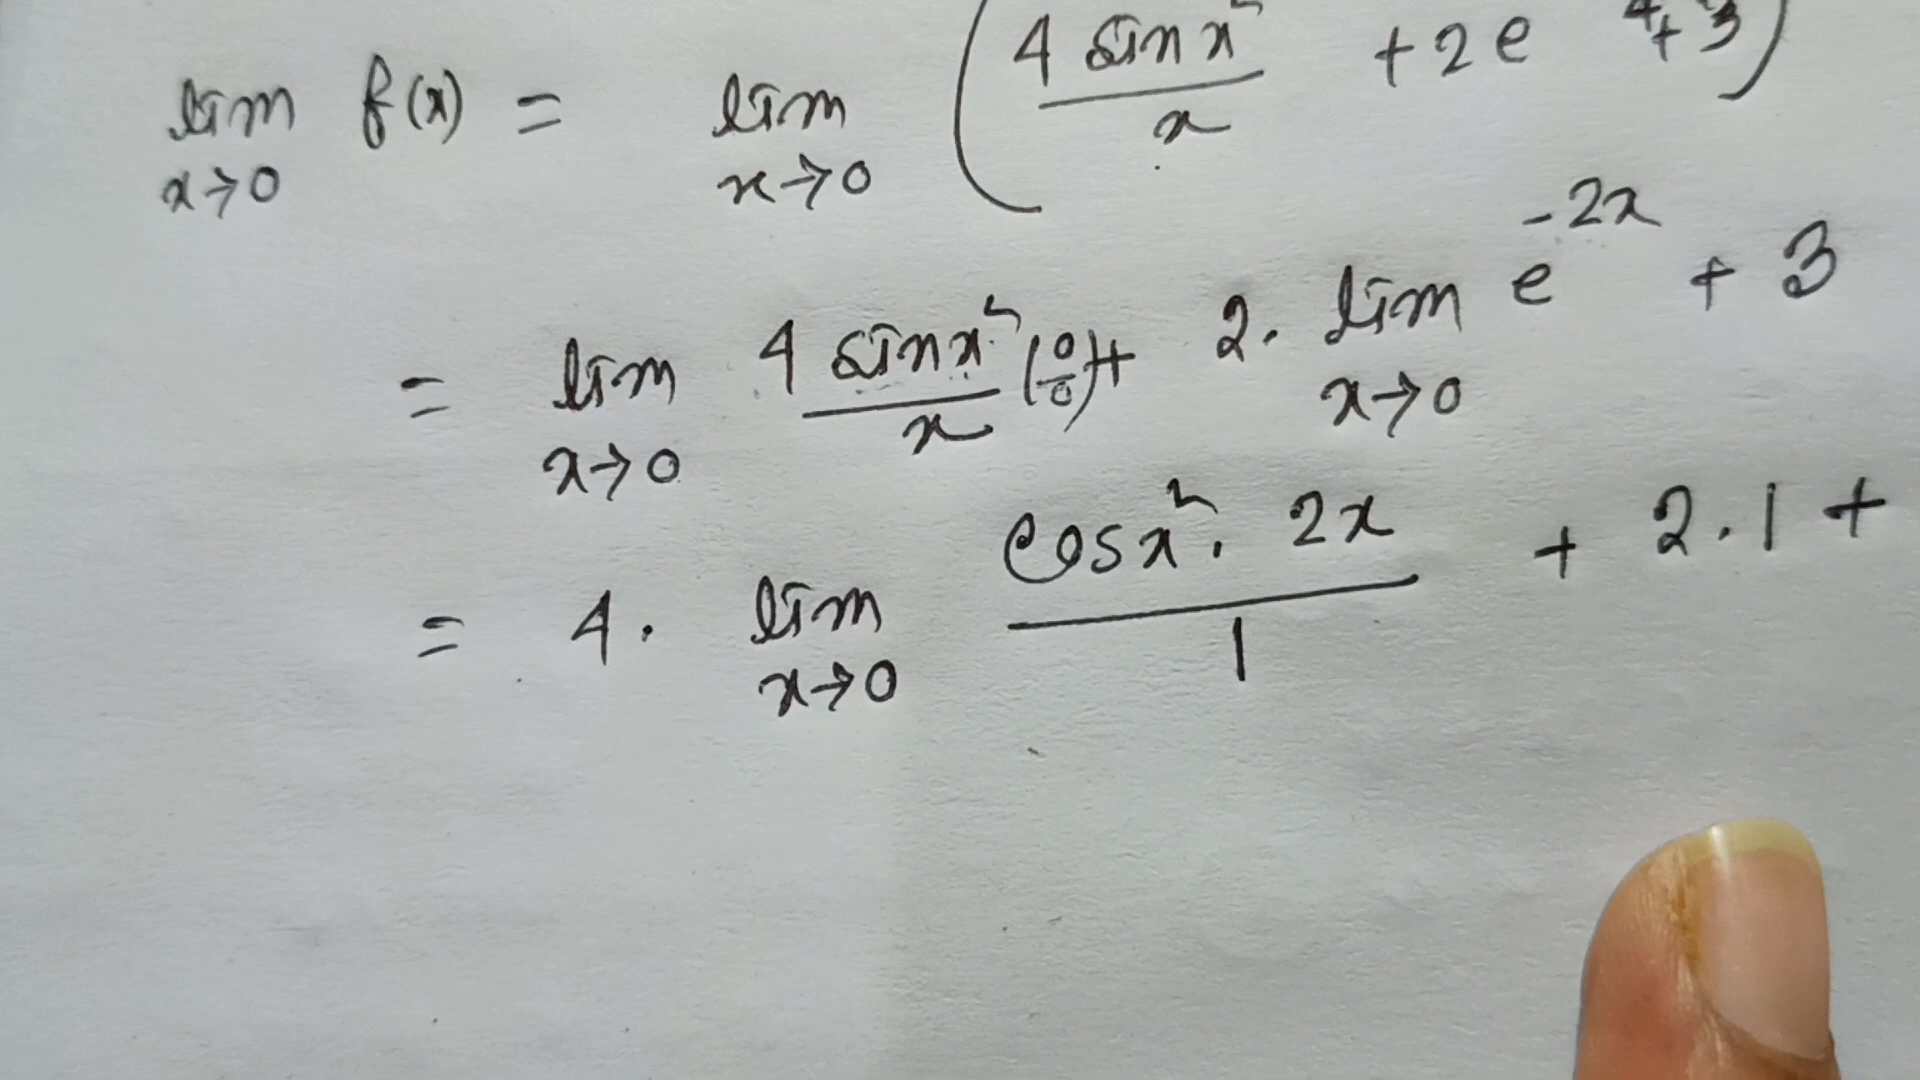 lim f(x) = lim ( 4 sin x² / x + 2e + 3 )
x→0 x→0
= lim 4 sin x² / x (0/0) + 2. lim e^-2x + 3
x→0 x→0
= 4. lim cos x². 2x / 1 + 2.1 +
x→0